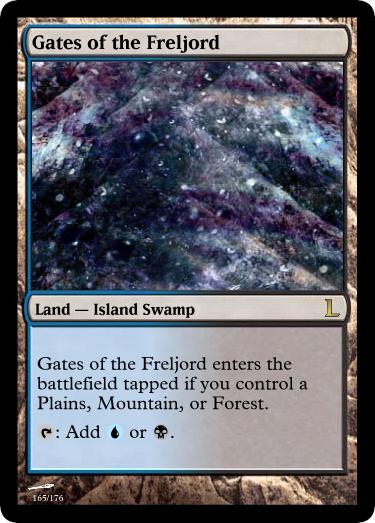 Gates of the Freljord
Land — Island Swamp
L
Gates of the Freljord enters the
battlefield tapped if you control a
Plains, Mountain, or Forest.
: Add or .
165/176